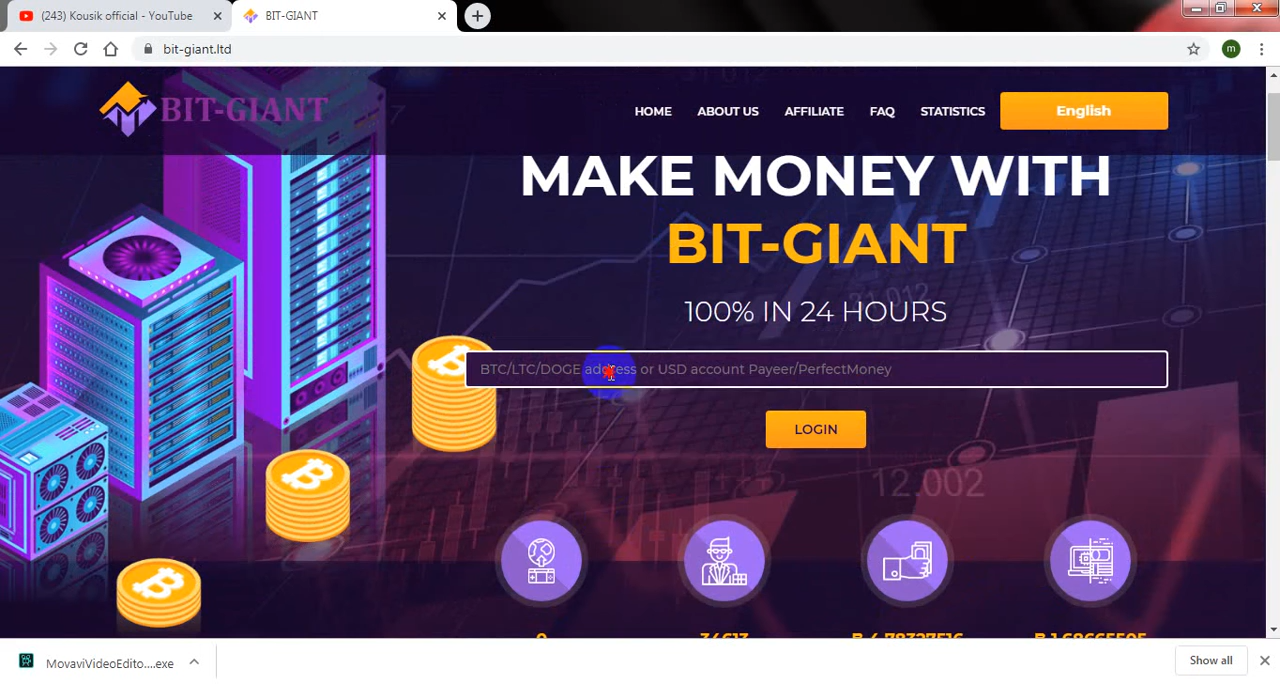 (243) Kousik official - YouTube
BIT-GIANT
bit-giant.ltd
m
BIT-GIANT
HOME ABOUT US AFFILIATE FAQ STATISTICS English
MAKE MONEY WITH
BIT-GIANT
100% IN 24 HOURS
BTC/LTC/DOGE address or USD account Payeer/PerfectMoney
LOGIN
12.002
MovaviVideoEdito....exe
Show all